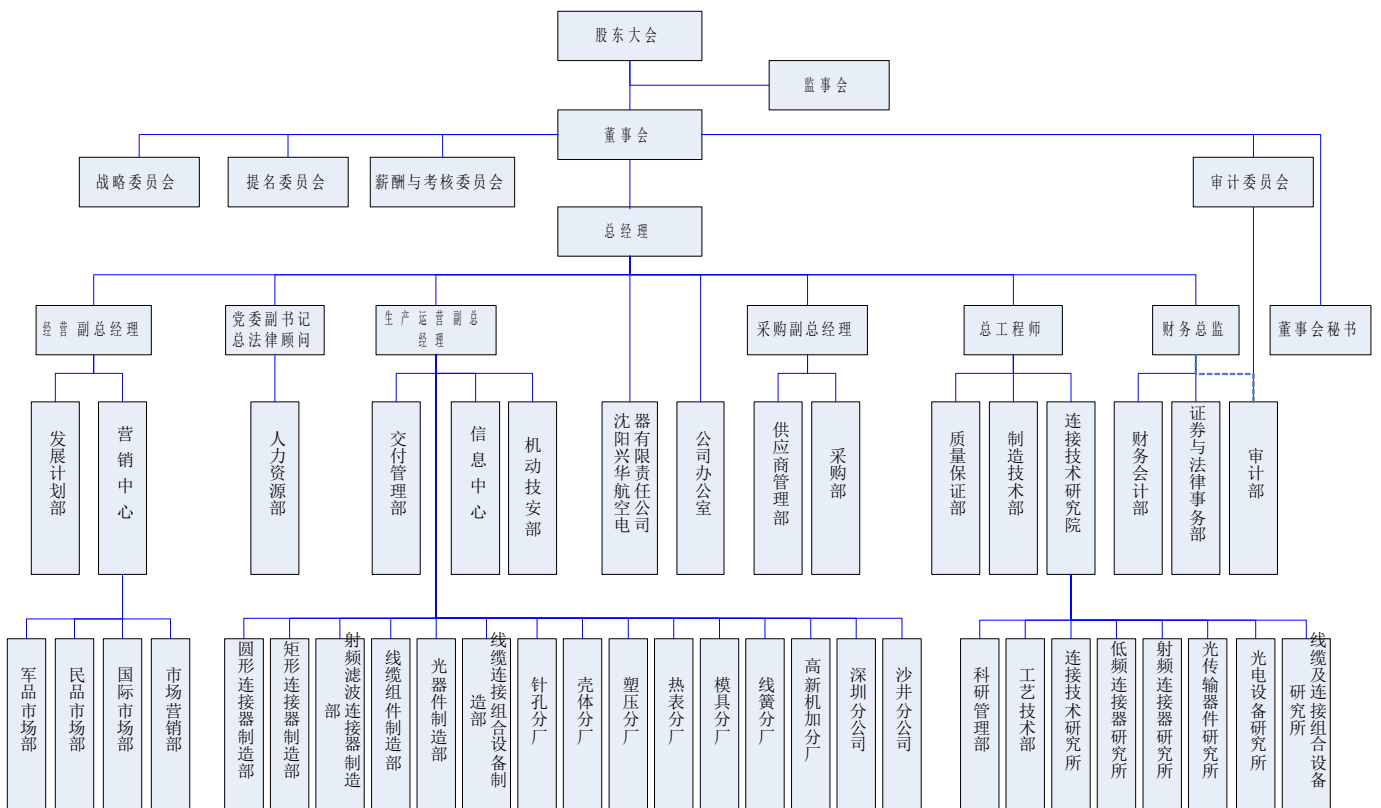 股东大会
监事会
董事会
战略委员会
提名委员会
薪酬与考核委员会
审计委员会
总经理
经营副总经理
党委副书记
总法律顾问
生产运营副总
经理
采购副总经理
总工程师
财务总监
董事会秘书
发展计划部
营销中心
人力资源部
交付管理部
信息中心
机动技安部
器有限责任公司
沈阳兴华航空电
公司办公室
供应商管理部
采购部
质量保证部
制造技术部
连接技术研究院
财务会计部
证券与法律事务部
审计部
军品市场部
民品市场部
国际市场部
市场营销部
圆形连接器制造部
矩形连接器制造部
射频滤波连接器制造
部
线缆组件制造部
光器件制造部
线缆连接组合设备制
造部
针孔分厂
壳体分厂
塑压分厂
热表分厂
模具分厂
线簧分厂
高新机加分厂
深圳分公司
沙井分公司
科研管理部
工艺技术部
连接技术研究所
低频连接器研究所
射频连接器研究所
光传输器件研究所
光电设备研究所
线缆及连接组合设备
研究所